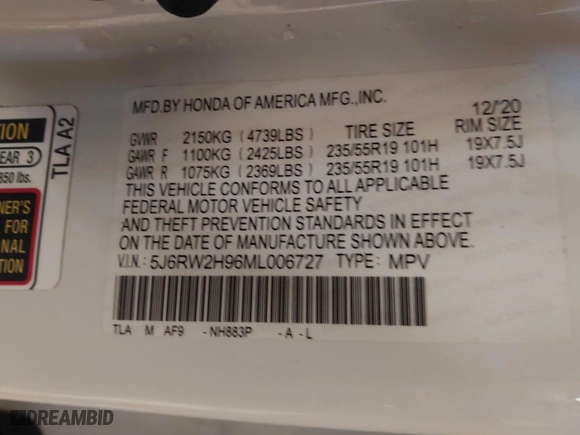 MFD.BY HONDA OF AMERICA MFG.,INC. 12/'20
GVWR 2150KG (4739LBS) TIRE SIZE RIM SIZE
GAWR F 1100KG (2425LBS) 235/55R19 101H 19X7.5J
GAWR R 1075KG (2369LBS) 235/55R19 101H 19X7.5J
THIS VEHICLE CONFORMS TO ALL APPLICABLE
FEDERAL MOTOR VEHICLE SAFETY
AND THEFT PREVENTION STANDARDS IN EFFECT
ON THE DATE OF MANUFACTURE SHOWN ABOVE.
V.I.N.: 5J6RW2H96ML006727 TYPE: MPV
TLA M AF9 -NH883P -A -L
TLA A2
TION
EAR 3
850 lbs.
NER'S
FOR
NAL
TION
DREAMBID